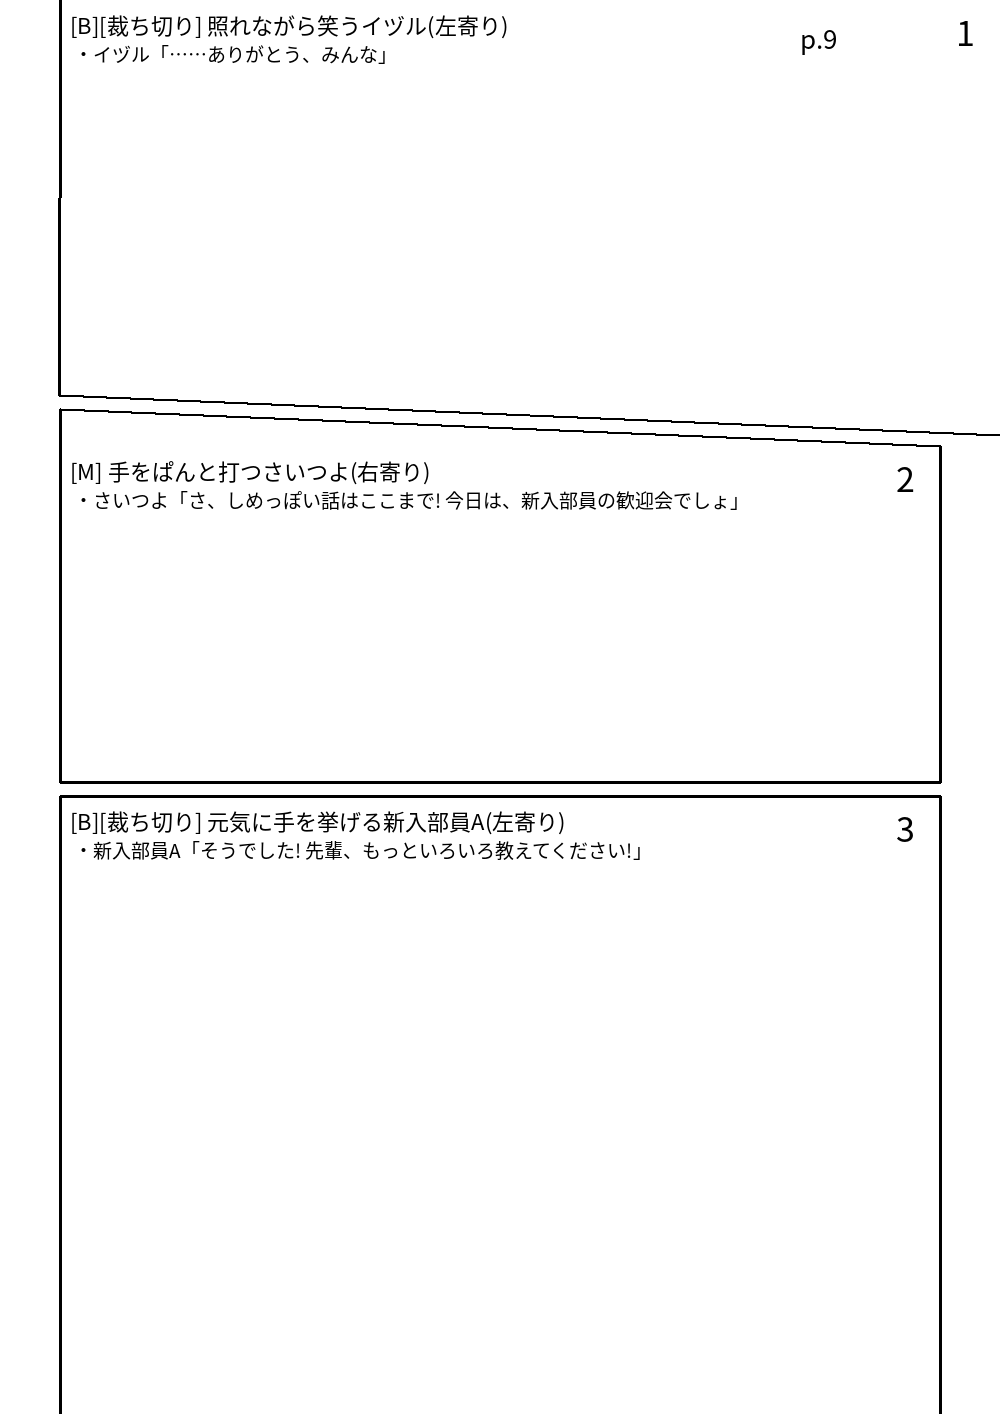 p.9
1
[B][裁ち切り] 照れながら笑うイヅル(左寄り)
・イヅル「……ありがとう、みんな」
2
[M] 手をぱんと打つさいつよ(右寄り)
・さいつよ「さ、しめっぽい話はここまで! 今日は、新入部員の歓迎会でしょ」
3
[B][裁ち切り] 元気に手を挙げる新入部員A(左寄り)
・新入部員A「そうでした! 先輩、もっといろいろ教えてください!」